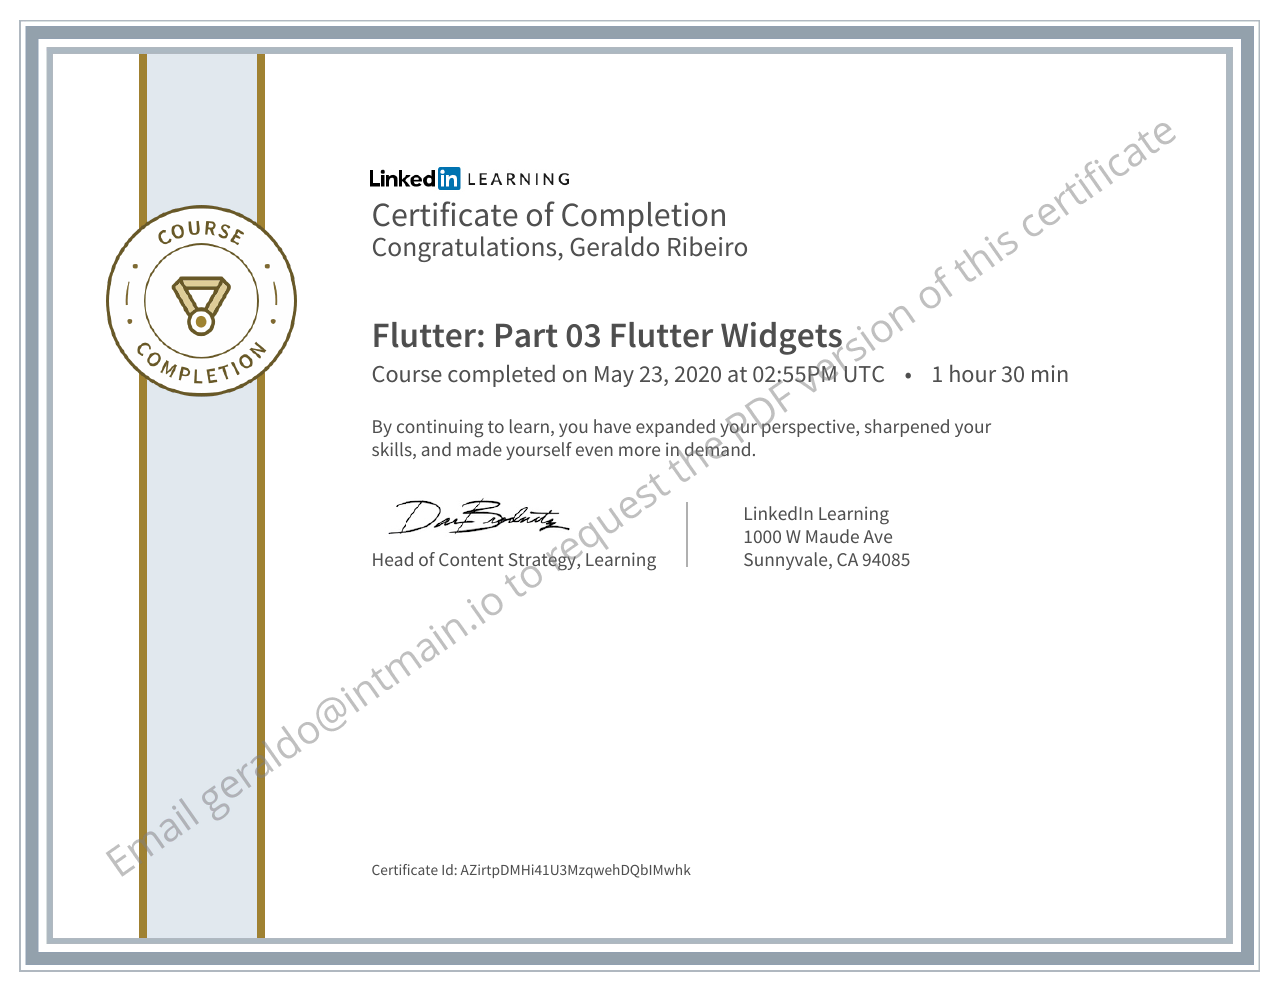 LinkedIn LEARNING
Certificate of Completion
Congratulations, Geraldo Ribeiro
COURSE
COMPLETION
Flutter: Part 03 Flutter Widgets
Course completed on May 23, 2020 at 02:55PM UTC • 1 hour 30 min
By continuing to learn, you have expanded your perspective, sharpened your
skills, and made yourself even more in demand.
Head of Content Strategy, Learning
LinkedIn Learning
1000 W Maude Ave
Sunnyvale, CA 94085
Email geraldo@intmain.io to request the PDF version of this certificate
Certificate Id: AZirtpDMHi41U3MzqwehDQbIMwhk